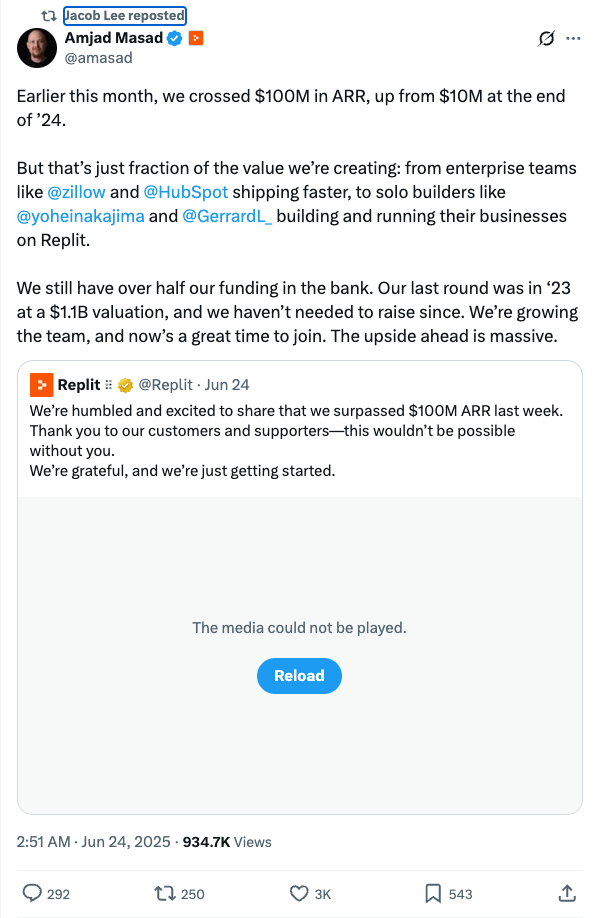 Jacob Lee reposted
Amjad Masad
@amasad
Earlier this month, we crossed $100M in ARR, up from $10M at the end
of ’24.
But that’s just fraction of the value we’re creating: from enterprise teams
like @zillow and @HubSpot shipping faster, to solo builders like
@yoheinakajima and @GerrardL_ building and running their businesses
on Replit.
We still have over half our funding in the bank. Our last round was in ‘23
at a $1.1B valuation, and we haven’t needed to raise since. We’re growing
the team, and now’s a great time to join. The upside ahead is massive.
Replit ⠿ @Replit · Jun 24
We’re humbled and excited to share that we surpassed $100M ARR last week.
Thank you to our customers and supporters—this wouldn’t be possible
without you.
We’re grateful, and we’re just getting started.
The media could not be played.
Reload
2:51 AM · Jun 24, 2025 · 934.7K Views
292 250 3K 543